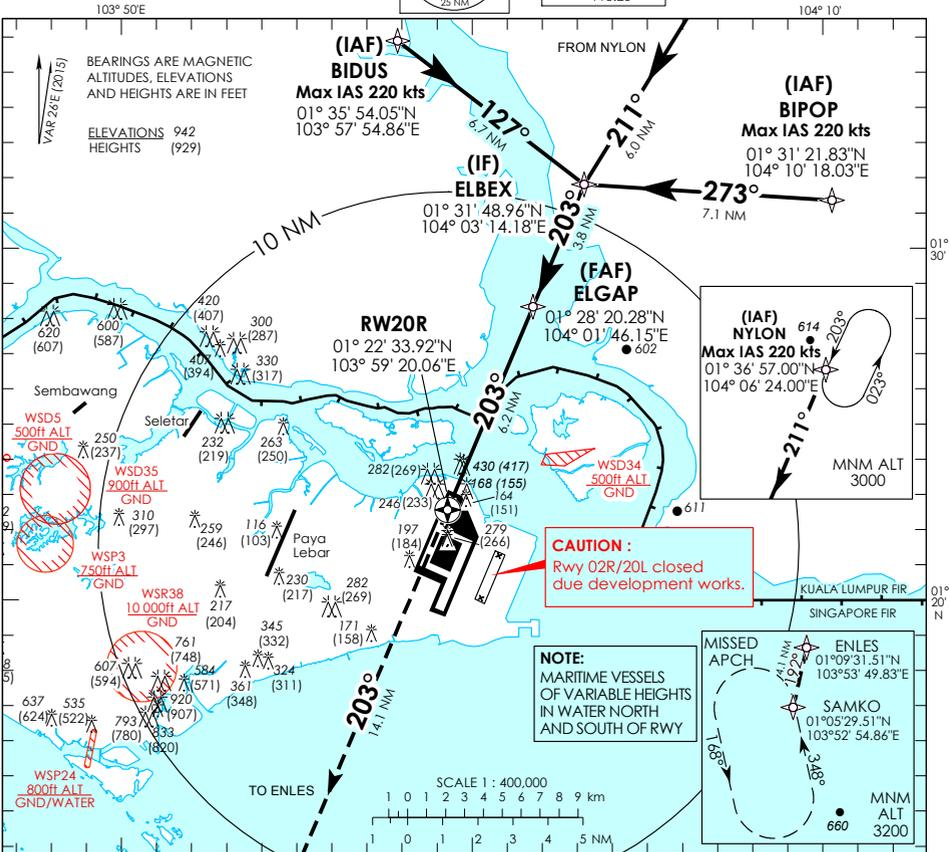 103° 50'E
25 NM
104° 10'
VAR 26'E (2015)
BEARINGS ARE MAGNETIC
ALTITUDES, ELEVATIONS
AND HEIGHTS ARE IN FEET
ELEVATIONS 942
HEIGHTS (929)
(IAF)
BIDUS
Max IAS 220 kts
01° 35' 54.05"N
103° 57' 54.86"E
127°
6.7 NM
FROM NYLON
211°
6.0 NM
(IAF)
BIPOP
Max IAS 220 kts
01° 31' 21.83"N
104° 10' 18.03"E
273°
7.1 NM
(IF)
ELBEX
01° 31' 48.96"N
104° 03' 14.18"E
203°
3.8 NM
10 NM
01°
30'
(FAF)
ELGAP
01° 28' 20.28"N
104° 01' 46.15"E
602
RW20R
01° 22' 33.92"N
103° 59' 20.06"E
203°
6.2 NM
(IAF)
NYLON
Max IAS 220 kts
01° 36' 57.00"N
104° 06' 24.00"E
614
203°
023°
211°
MNM ALT
3000
620
(607)
600
(587)
420
(407)
407
(394)
300
(287)
330
(317)
Sembawang
Seletar
232
(219)
263
(250)
WSD5
500ft ALT
GND
250
(237)
WSD35
900ft ALT
GND
310
(297)
259
(246)
116
(103)
Paya
Lebar
282(269)
246 (233)
430 (417)
168 (155)
164
(151)
197
(184)
279
(266)
WSD34
500ft ALT
GND
611
WSP3
750ft ALT
GND
WSR38
10 000ft ALT
GND
230
(217)
217
(204)
282
(269)
171
(158)
345
(332)
324
(311)
361
(348)
761
(748)
607
(594)
584
(571)
920
(907)
833
(820)
793
(780)
637
(624)
535
(522)
WSP24
800ft ALT
GND/WATER
CAUTION :
Rwy 02R/20L closed
due development works.
KUALA LUMPUR FIR
SINGAPORE FIR
01°
20'
N
203°
14.1 NM
TO ENLES
NOTE:
MARITIME VESSELS
OF VARIABLE HEIGHTS
IN WATER NORTH
AND SOUTH OF RWY
SCALE 1 : 400,000
1 0 1 2 3 4 5 6 7 8 9 km
1 0 1 2 3 4 5 NM
MISSED
APCH
4.1 NM
192°
ENLES
01°09'31.51"N
103°53' 49.83"E
SAMKO
01°05'29.51"N
103°52' 54.86"E
168°
348°
660
MNM
ALT
3200